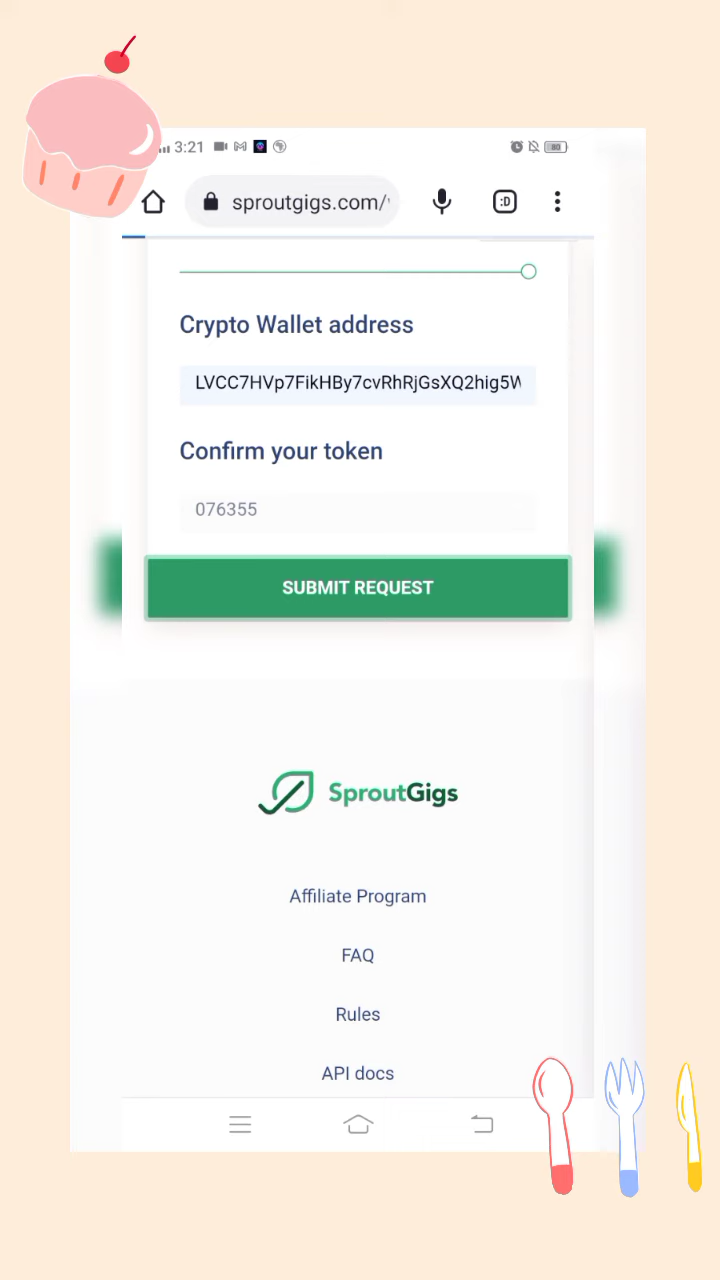 3:21
80
sproutgigs.com/
:D
Crypto Wallet address
LVCC7HVp7FikHBy7cvRhRjGsXQ2hig5W
Confirm your token
076355
SUBMIT REQUEST
SproutGigs
Affiliate Program
FAQ
Rules
API docs